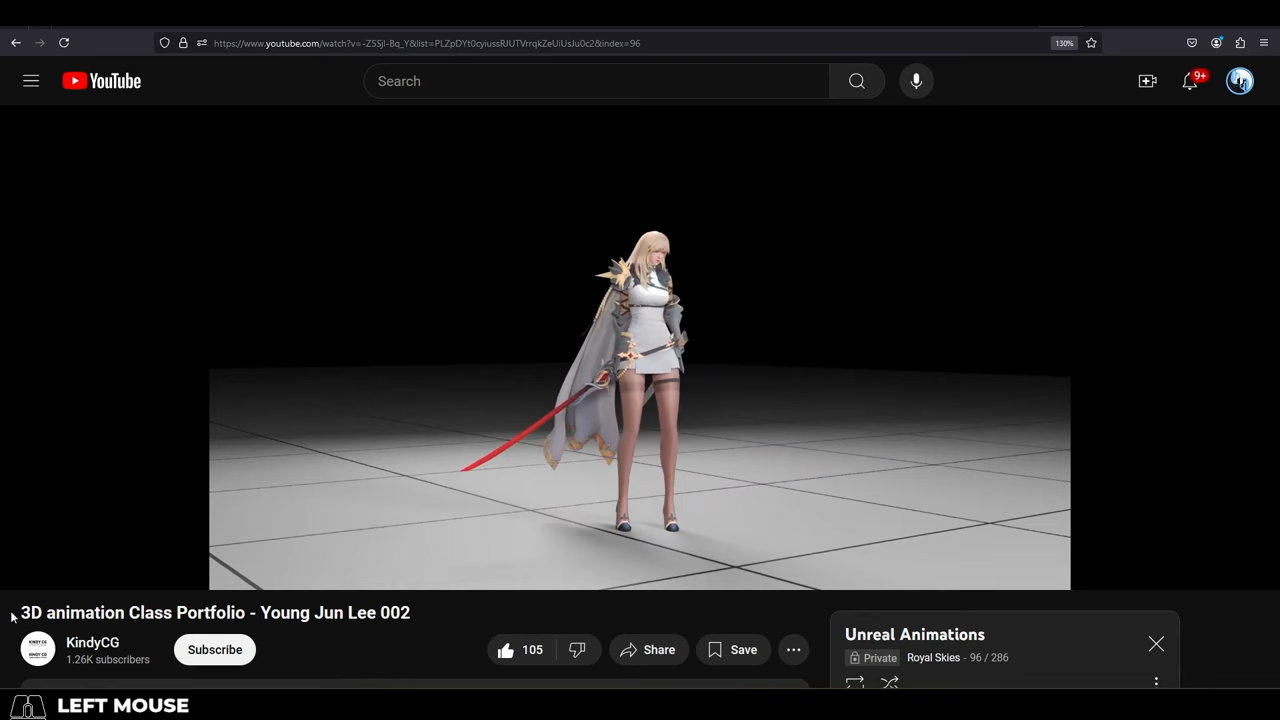 https://www.youtube.com/watch?v=-Z5Sjl-Bq_Y&list=PLZpDYt0cyiussRJUTVrrqkZeUiUsJu0c2&index=96
130%
YouTube
Search
9+
3D animation Class Portfolio - Young Jun Lee 002
KINDY CG
KindyCG
1.26K subscribers
Subscribe
105
Share
Save
Unreal Animations
Private
Royal Skies - 96 / 286
LEFT MOUSE